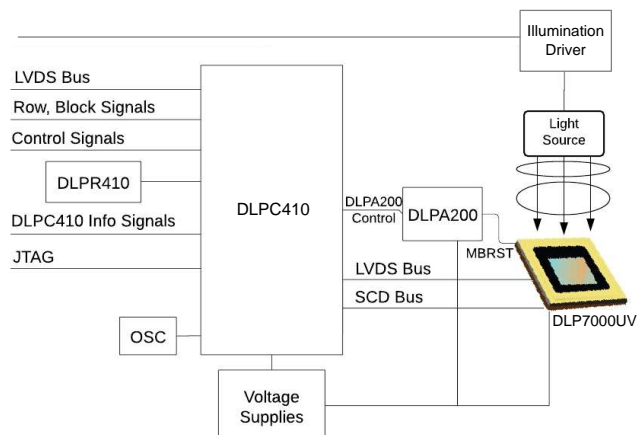 Illumination
Driver
LVDS Bus
Row, Block Signals
Control Signals
Light
Source
DLPR410
DLPC410
DLPA200
Control
DLPA200
DLPC410 Info Signals
MBRST
JTAG
LVDS Bus
SCD Bus
DLP7000UV
OSC
Voltage
Supplies